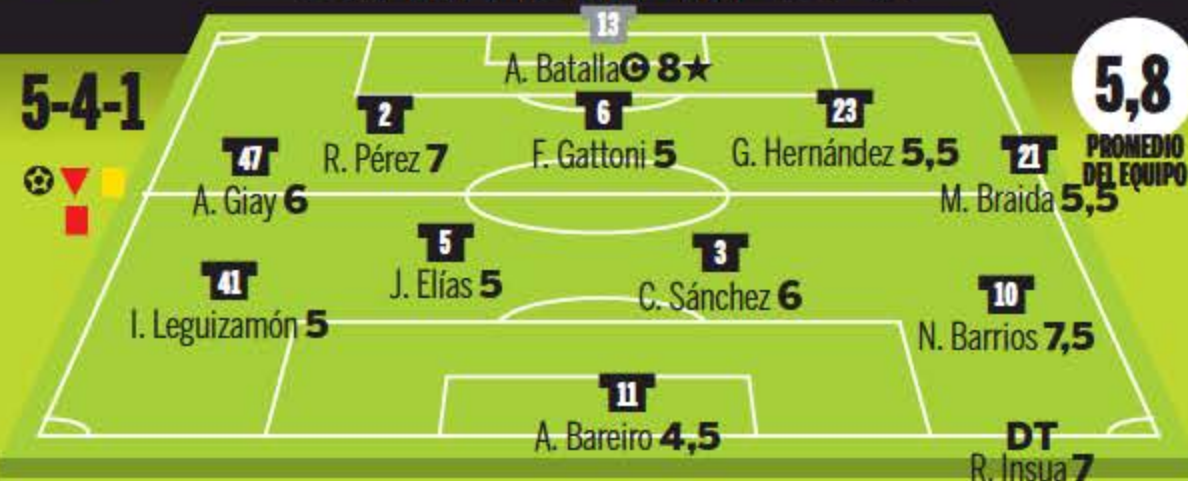 13
A. Batalla © 8★
5-4-1
5,8
PROMEDIO
DEL EQUIPO
2
R. Pérez 7
6
F. Gattoni 5
23
G. Hernández 5,5
47
A. Giay 6
21
M. Braida 5,5
5
J. Elías 5
3
C. Sánchez 6
41
I. Leguizamón 5
10
N. Barrios 7,5
11
A. Bareiro 4,5
DT
R. Insua 7